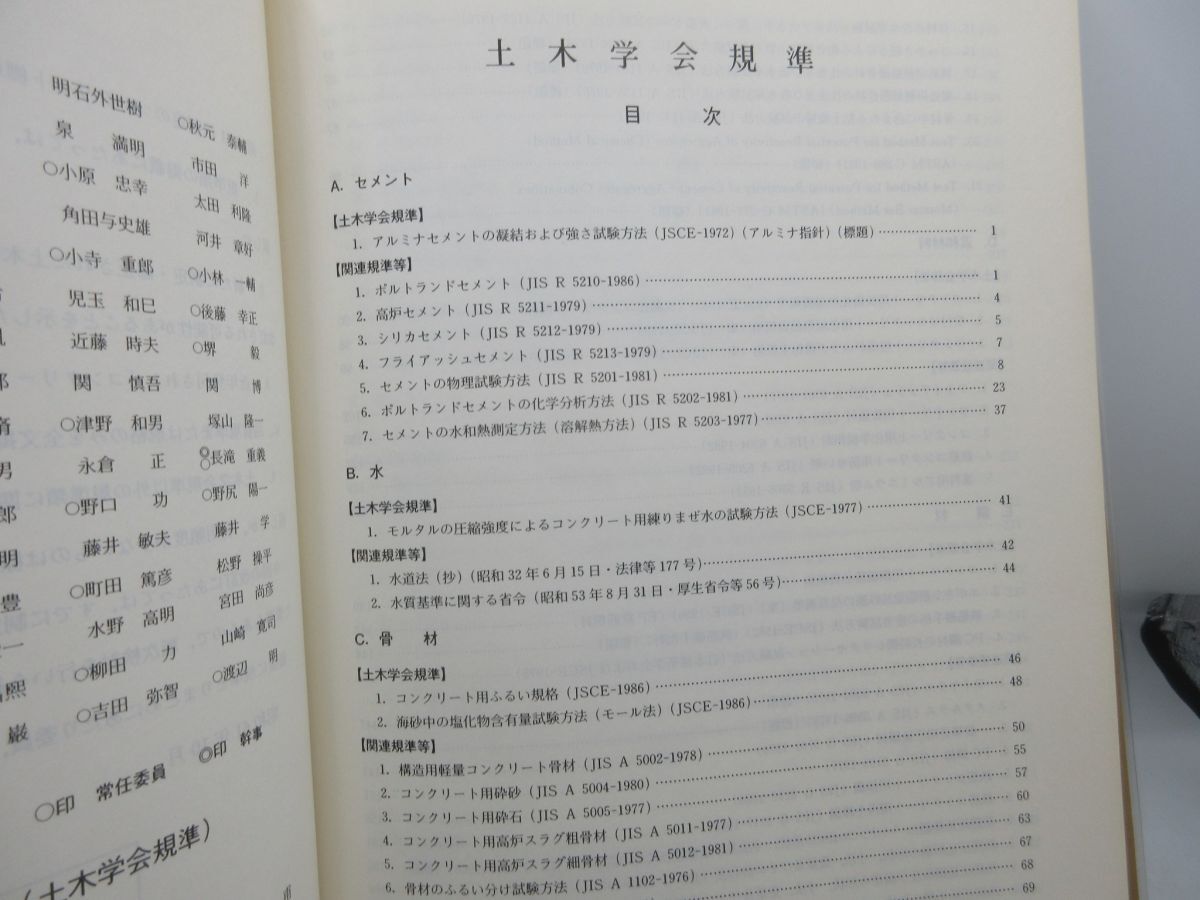 明石外世樹 ○秋元 泰輔
泉 満明 市田 洋
○小原 忠幸 太田 利隆
角田与史雄 河井 章好
○小寺 重郎 ○小林 一輔
児玉 和巳 ○後藤 幸正
近藤 時夫 ○堺 毅
郎 関 慎吾 関 博
斉 ○津野 和男 塚山 隆一
男 永倉 正 ◎長滝 重義
郎 ○野口 功 ○野尻 陽一
明 藤井 敏夫 藤井 学
豊 ○町田 篤彦 松野 操平
一 水野 高明 宮田 尚彦
熙 ○柳田 力 山崎 寛司
巌 ○吉田 弥智 ○渡辺 明
○印 常任委員 ◎印 幹事
(土木学会規準)
土木学会規準
目 次
A. セメント
【土木学会規準】
1. アルミナセメントの凝結および強さ試験方法 (JSCE-1972) (アルミナ指針) (標題) 1
【関連規準等】
1. ポルトランドセメント (JIS R 5210-1986) 1
2. 高炉セメント (JIS R 5211-1979) 4
3. シリカセメント (JIS R 5212-1979) 5
4. フライアッシュセメント (JIS R 5213-1979) 7
5. セメントの物理試験方法 (JIS R 5201-1981) 8
6. ポルトランドセメントの化学分析方法 (JIS R 5202-1981) 23
7. セメントの水和熱測定方法 (溶解熱方法) (JIS R 5203-1977) 37
B. 水
【土木学会規準】
1. モルタルの圧縮強度によるコンクリート用練りまぜ水の試験方法 (JSCE-1977) 41
【関連規準等】
1. 水道法 (抄) (昭和32年6月15日・法律等177号) 42
2. 水質基準に関する省令 (昭和53年8月31日・厚生省令等56号) 44
C. 骨 材
【土木学会規準】
1. コンクリート用ふるい規格 (JSCE-1986) 46
2. 海砂中の塩化物含有量試験方法 (モール法) (JSCE-1986) 48
【関連規準等】
1. 構造用軽量コンクリート骨材 (JIS A 5002-1978) 50
2. コンクリート用砕砂 (JIS A 5004-1980) 55
3. コンクリート用砕石 (JIS A 5005-1977) 57
4. コンクリート用高炉スラグ粗骨材 (JIS A 5011-1977) 60
5. コンクリート用高炉スラグ細骨材 (JIS A 5012-1981) 63
6. 骨材のふるい分け試験方法 (JIS A 1102-1976) 67
68
69